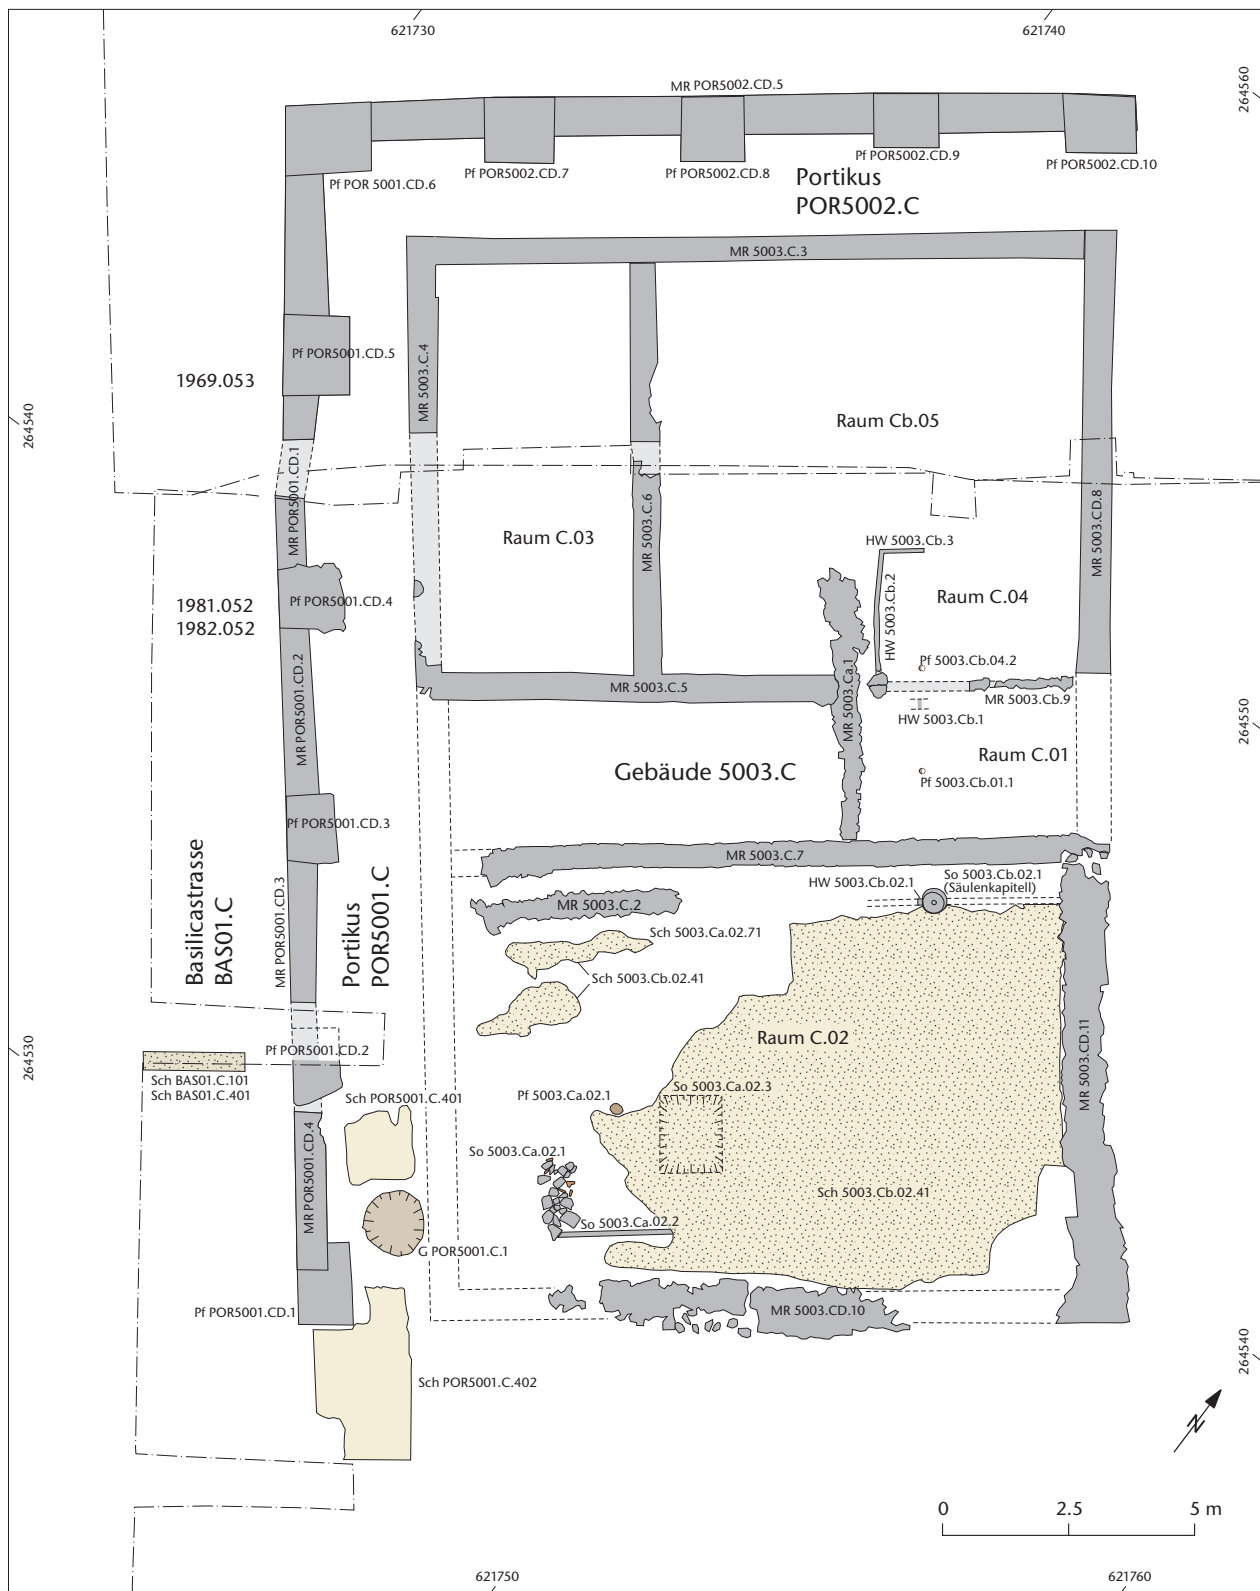 621730
621740
264560
MR POR5002.CD.5
Pf POR 5001.CD.6
Pf POR5002.CD.7
Pf POR5002.CD.8
Pf POR5002.CD.9
Pf POR5002.CD.10
Portikus
POR5002.C
MR 5003.C.3
Pf POR5001.CD.5
MR 5003.C.4
1969.053
264540
Raum Cb.05
MR POR5001.CD.1
MR POR5001.CD.1
Raum C.03
MR 5003.C.6
MR 5003.CD.8
HW 5003.Cb.3
HW 5003.Cb.2
Raum C.04
1981.052
1982.052
Pf POR5001.CD.4
Pf 5003.Cb.04.2
MR POR5001.CD.2
MR 5003.C.5
MR 5003.Ca.1
MR 5003.Cb.9
HW 5003.Cb.1
264550
Gebäude 5003.C
Raum C.01
Pf 5003.Cb.01.1
Pf POR5001.CD.3
Basilicastrasse
BAS01.C
MR POR5001.CD.3
Portikus
POR5001.C
MR 5003.C.7
HW 5003.Cb.02.1
So 5003.Cb.02.1
(Säulenkapitell)
MR 5003.C.2
Sch 5003.Ca.02.71
Sch 5003.Cb.02.41
Raum C.02
MR 5003.CD.11
264530
Pf POR5001.CD.2
Sch BAS01.C.101
Sch BAS01.C.401
Sch POR5001.C.401
Pf 5003.Ca.02.1
So 5003.Ca.02.3
MR POR5001.CD.4
So 5003.Ca.02.1
Sch 5003.Cb.02.41
So 5003.Ca.02.2
G POR5001.C.1
Pf POR5001.CD.1
MR 5003.CD.10
264540
Sch POR5001.C.402
N
0 2.5 5 m
621750
621760